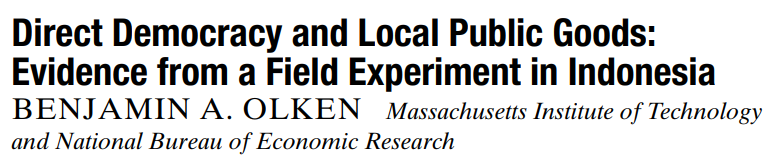 Direct Democracy and Local Public Goods:
Evidence from a Field Experiment in Indonesia
BENJAMIN A. OLKEN Massachusetts Institute of Technology
and National Bureau of Economic Research